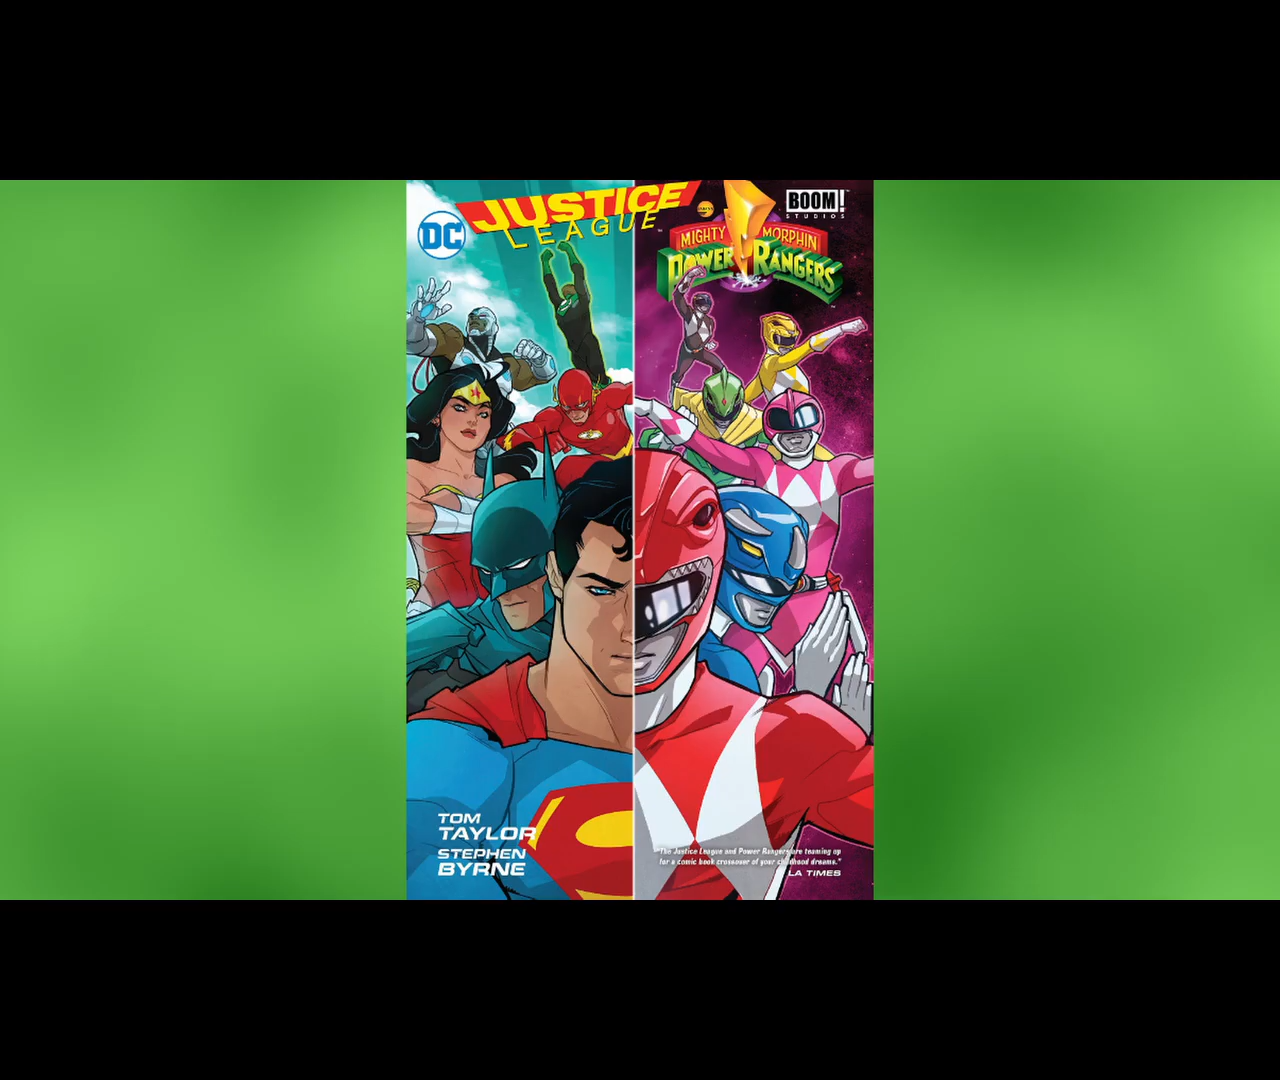 JUSTICE
LEAGUE
DC
BOOM!
STUDIOS
MIGHTY MORPHIN
POWER RANGERS
TOM
TAYLOR
STEPHEN
BYRNE
"The Justice League and Power Rangers are teaming up
for a comic book crossover of your childhood dreams."
LA TIMES